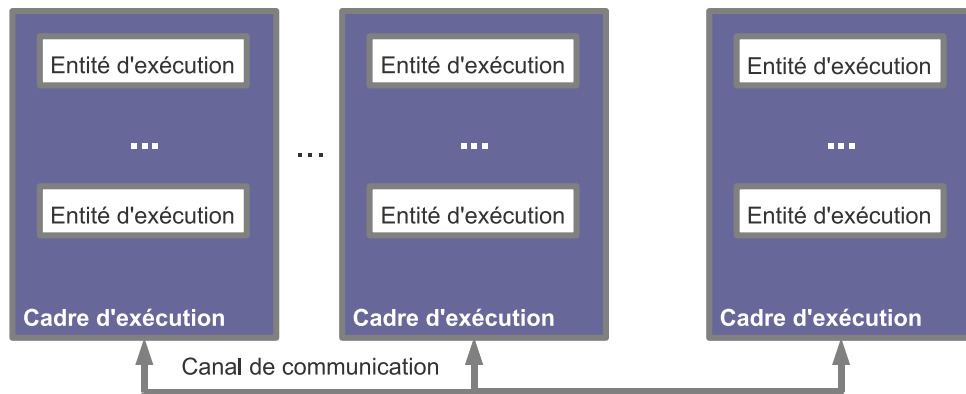 Entité d'exécution
Entité d'exécution
Entité d'exécution
...
...
...
...
Entité d'exécution
Entité d'exécution
Entité d'exécution
Cadre d'exécution
Cadre d'exécution
Cadre d'exécution
Canal de communication